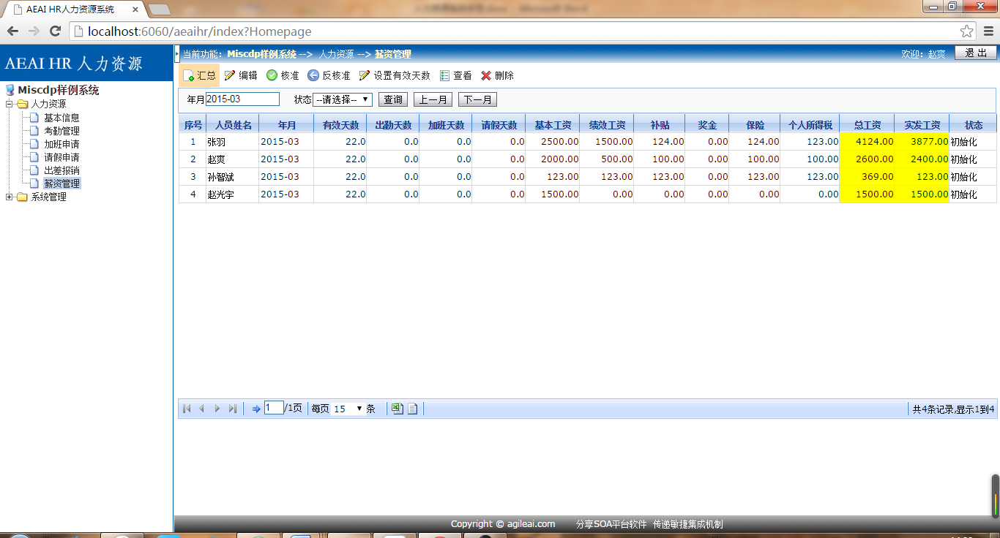 AEAI HR人力资源系统
localhost:6060/aeaihr/index?Homepage
AEAI HR 人力资源
当前功能: Miscdp样例系统 --> 人力资源 --> 薪资管理
欢迎: 赵爽 退 出
Miscdp样例系统
人力资源
基本信息
考勤管理
加班申请
请假申请
出差报销
薪资管理
系统管理
汇总 编辑 核准 反核准 设置有效天数 查看 删除
年月 2015-03 状态 --请选择-- 查询 上一月 下一月
序号 人员姓名 年月 有效天数 出勤天数 加班天数 请假天数 基本工资 绩效工资 补贴 奖金 保险 个人所得税 总工资 实发工资 状态
1 张羽 2015-03 22.0 0.0 0.0 0.0 2500.00 1500.00 124.00 0.00 124.00 123.00 4124.00 3877.00 初始化
2 赵爽 2015-03 22.0 0.0 0.0 0.0 2000.00 500.00 100.00 0.00 100.00 100.00 2600.00 2400.00 初始化
3 孙智斌 2015-03 22.0 0.0 0.0 0.0 123.00 123.00 123.00 0.00 123.00 123.00 369.00 123.00 初始化
4 赵光宇 2015-03 22.0 0.0 0.0 0.0 1500.00 0.00 0.00 0.00 0.00 0.00 1500.00 1500.00 初始化
1 /1页 每页 15 条
共4条记录,显示1到4
Copyright © agileai.com 分享SOA平台软件 传递敏捷集成机制